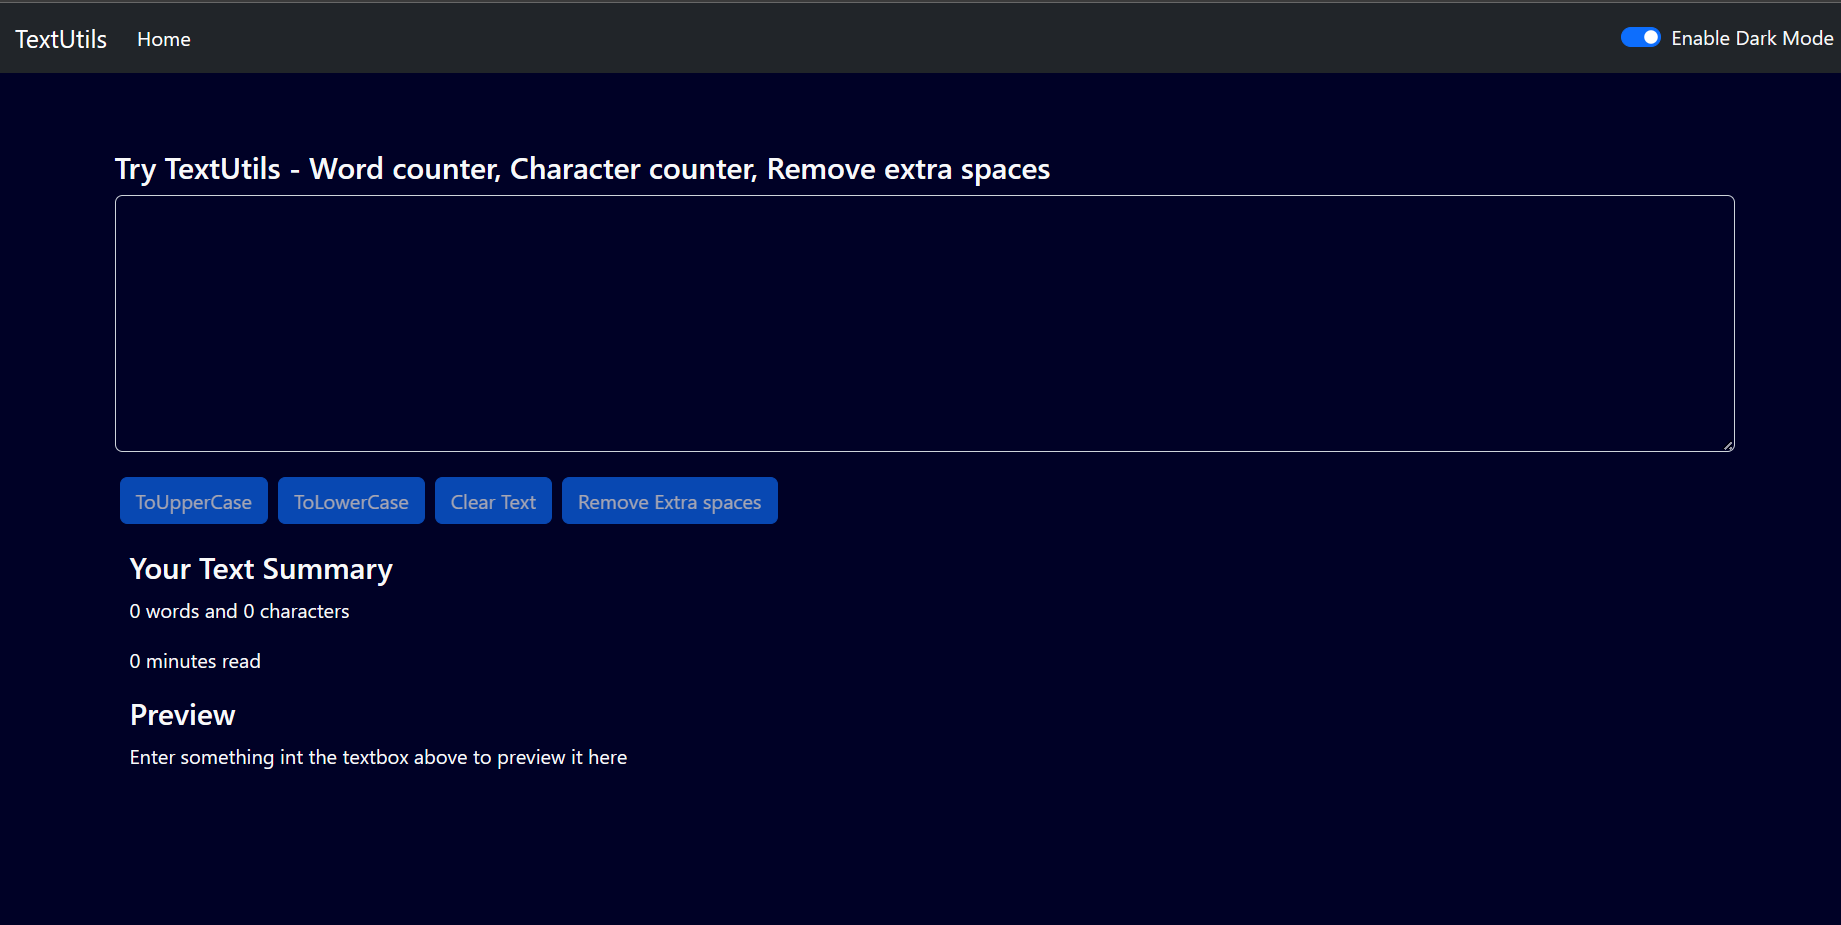 TextUtils Home Enable Dark Mode
Try TextUtils - Word counter, Character counter, Remove extra spaces
ToUpperCase ToLowerCase Clear Text Remove Extra spaces
Your Text Summary
0 words and 0 characters
0 minutes read
Preview
Enter something int the textbox above to preview it here